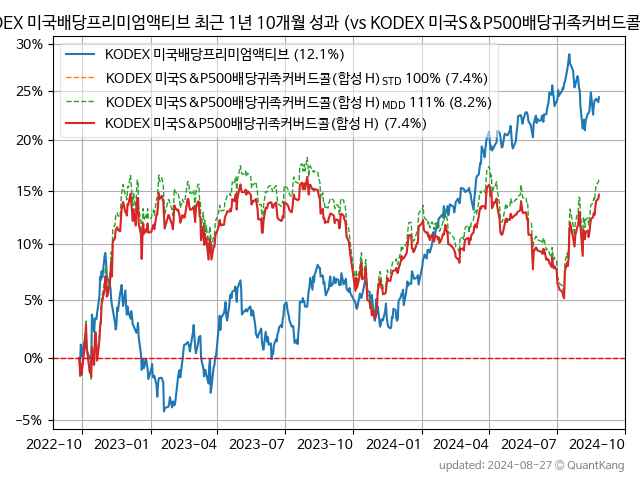 DEX 미국배당프리미엄액티브 최근 1년 10개월 성과 (vs KODEX 미국S&P500배당귀족커버드콜
30%
25%
20%
15%
10%
5%
0%
−5%
KODEX 미국배당프리미엄액티브 (12.1%)
KODEX 미국S&P500배당귀족커버드콜(합성 H) STD 100% (7.4%)
KODEX 미국S&P500배당귀족커버드콜(합성 H) MDD 111% (8.2%)
KODEX 미국S&P500배당귀족커버드콜(합성 H) (7.4%)
2022-10 2023-01 2023-04 2023-07 2023-10 2024-01 2024-04 2024-07 2024-10
updated: 2024-08-27 © QuantKang